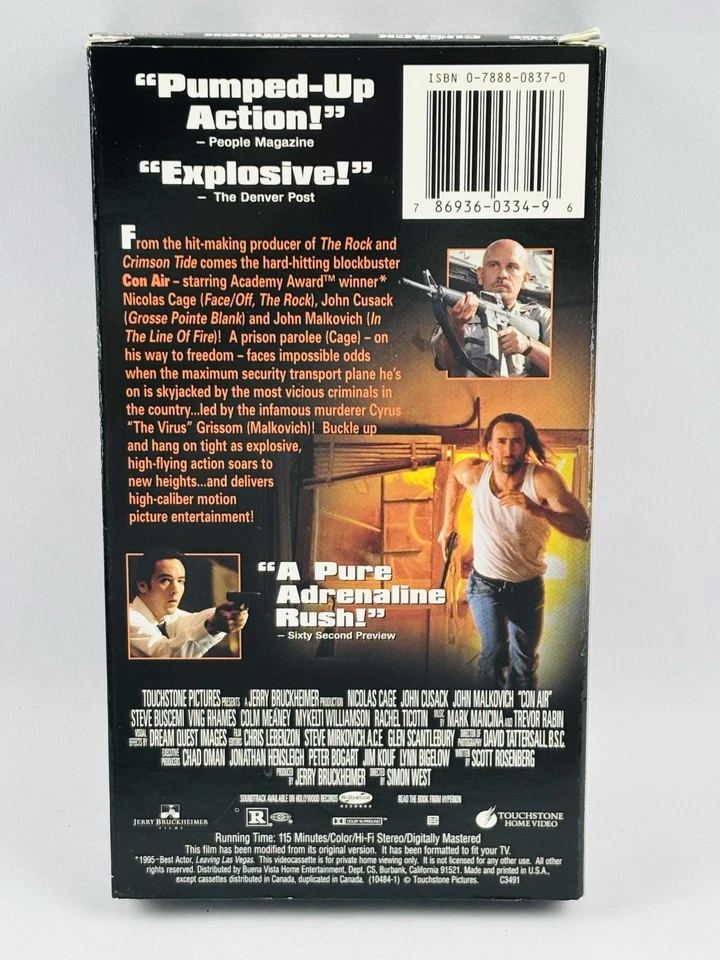 MALKOVICH
CUSACK
"Pumped-Up
Action!"
– People Magazine
"Explosive!"
– The Denver Post
ISBN 0-7888-0837-0
7 86936-0334-9 6
From the hit-making producer of The Rock and
Crimson Tide comes the hard-hitting blockbuster
Con Air – starring Academy Award™ winner*
Nicolas Cage (Face/Off, The Rock), John Cusack
(Grosse Pointe Blank) and John Malkovich (In
The Line Of Fire)! A prison parolee (Cage) – on
his way to freedom – faces impossible odds
when the maximum security transport plane he's
on is skyjacked by the most vicious criminals in
the country...led by the infamous murderer Cyrus
"The Virus" Grissom (Malkovich)! Buckle up
and hang on tight as explosive,
high-flying action soars to
new heights...and delivers
high-caliber motion
picture entertainment!
"A Pure
Adrenaline
Rush!"
– Sixty Second Preview
TOUCHSTONE PICTURES PRESENTS A JERRY BRUCKHEIMER PRODUCTION NICOLAS CAGE JOHN CUSACK JOHN MALKOVICH "CON AIR"
STEVE BUSCEMI VING RHAMES COLM MEANEY MYKELTI WILLIAMSON RACHEL TICOTIN MUSIC BY MARK MANCINA AND TREVOR RABIN
VISUAL EFFECTS BY DREAM QUEST IMAGES FILM EDITORS CHRIS LEBENZON STEVE MIRKOVICH, A.C.E. GLEN SCANTLEBURY DIRECTOR OF PHOTOGRAPHY DAVID TATTERSALL B.S.C.
EXECUTIVE PRODUCERS CHAD OMAN JONATHAN HENSLEIGH PETER BOGART JIM KOUF LYNN BIGELOW WRITTEN BY SCOTT ROSENBERG
PRODUCED BY JERRY BRUCKHEIMER DIRECTED BY SIMON WEST
SOUNDTRACK AVAILABLE ON HOLLYWOOD RECORDS Hollywood RECORDS READ THE BOOK FROM HYPERION
JERRY BRUCKHEIMER
FILMS
R
DOLBY SURROUND
CC
TOUCHSTONE
HOME VIDEO
Running Time: 115 Minutes/Color/Hi-Fi Stereo/Digitally Mastered
This film has been modified from its original version. It has been formatted to fit your TV.
*1995–Best Actor, Leaving Las Vegas. This videocassette is for private home viewing only. It is not licensed for any other use. All other
rights reserved. Distributed by Buena Vista Home Entertainment, Dept. CS, Burbank, California 91521. Made and printed in U.S.A.,
except cassettes distributed in Canada, duplicated in Canada. (10484-1) © Touchstone Pictures. C3491